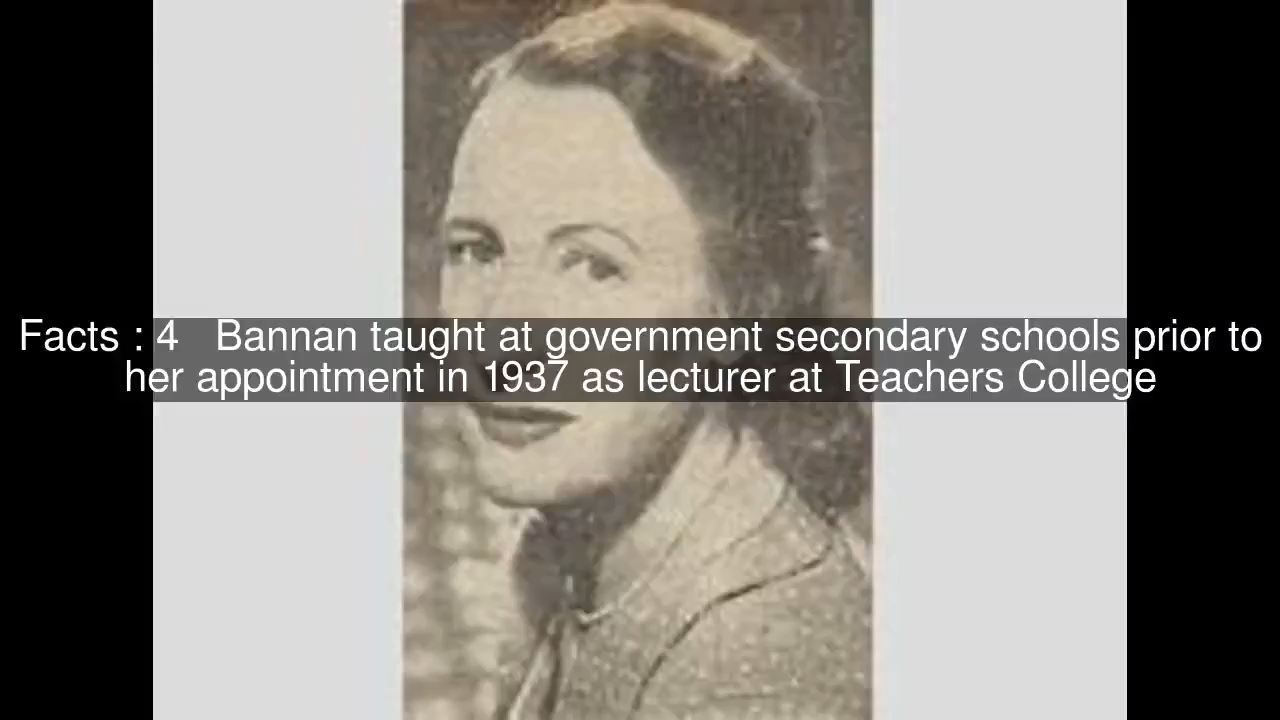 Facts : 4   Bannan taught at government secondary schools prior to
her appointment in 1937 as lecturer at Teachers College